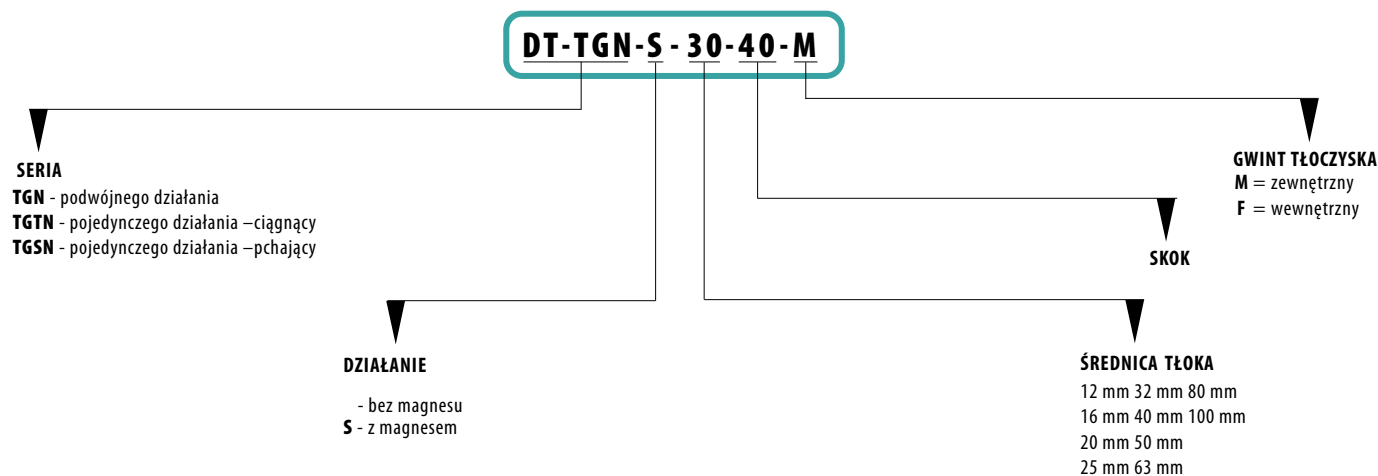 DT-TGN-S - 30-40-M
SERIA
TGN - podwójnego działania
TGTN - pojedynczego działania –ciągnący
TGSN - pojedynczego działania –pchający
GWINT TŁOCZYSKA
M = zewnętrzny
F = wewnętrzny
SKOK
DZIAŁANIE
- bez magnesu
S - z magnesem
ŚREDNICA TŁOKA
12 mm 32 mm 80 mm
16 mm 40 mm 100 mm
20 mm 50 mm
25 mm 63 mm